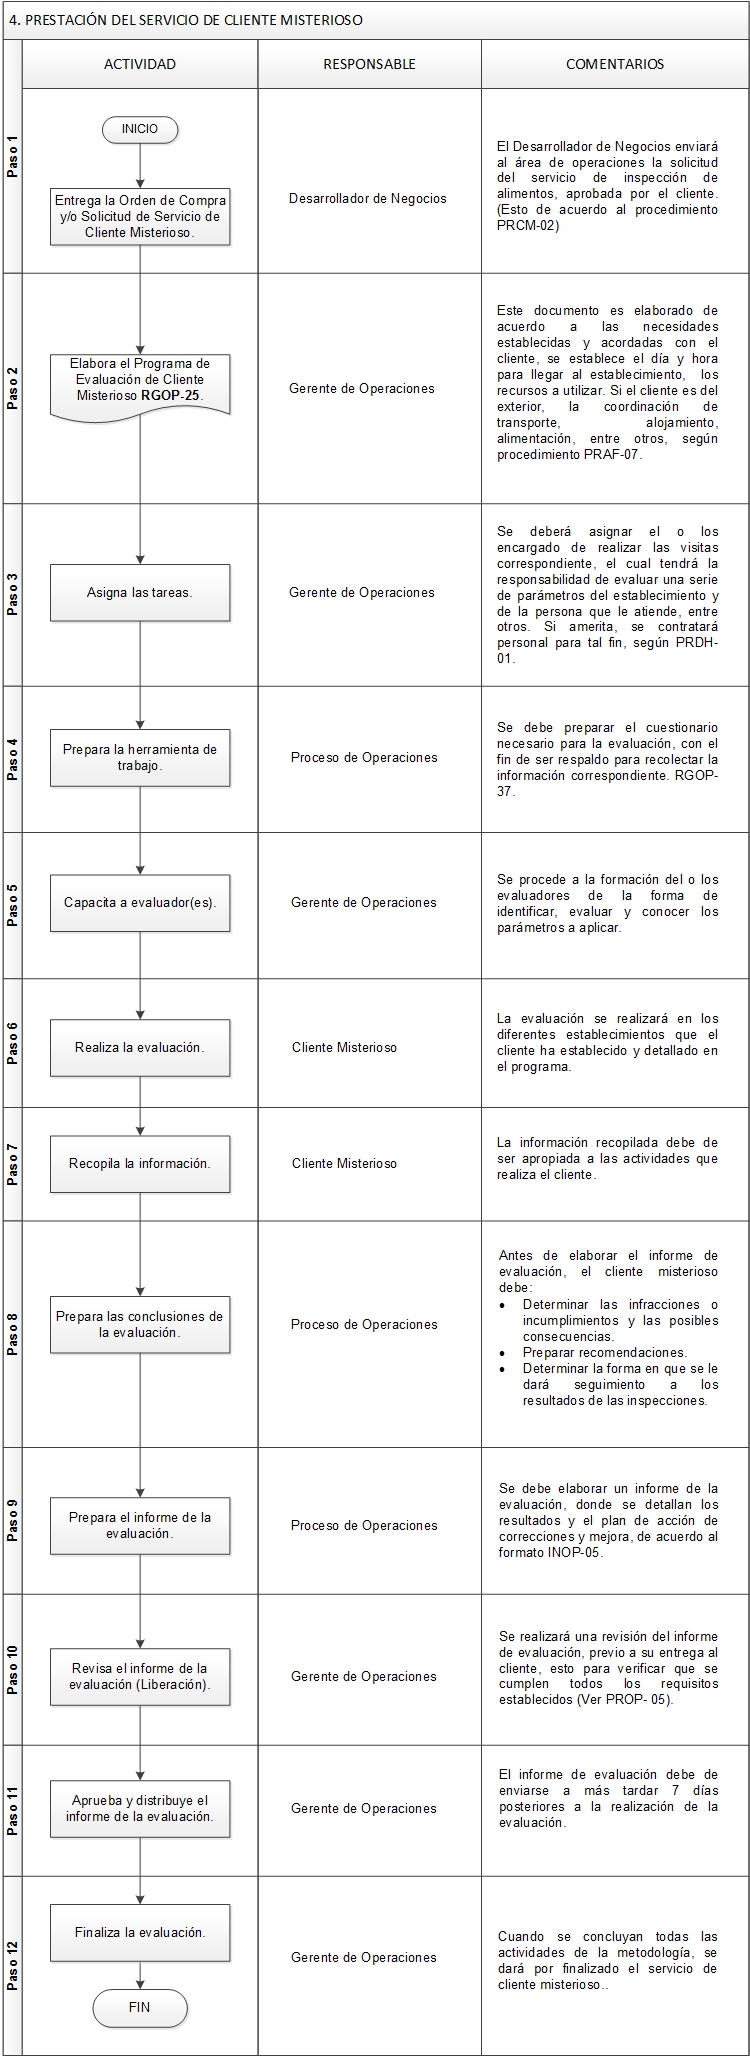 4. PRESTACIÓN DEL SERVICIO DE CLIENTE MISTERIOSO
ACTIVIDAD
RESPONSABLE
COMENTARIOS
Paso 1
INICIO
Entrega la Orden de Compra
y/o Solicitud de Servicio de
Cliente Misterioso.
Desarrollador de Negocios
El Desarrollador de Negocios enviará
al área de operaciones la solicitud
del servicio de inspección de
alimentos, aprobada por el cliente.
(Esto de acuerdo al procedimiento
PRCM-02)
Paso 2
Elabora el Programa de
Evaluación de Cliente
Misterioso RGOP-25.
Gerente de Operaciones
Este documento es elaborado de
acuerdo a las necesidades
establecidas y acordadas con el
cliente, se establece el día y hora
para llegar al establecimiento, los
recursos a utilizar. Si el cliente es del
exterior, la coordinación de
transporte, alojamiento,
alimentación, entre otros, según
procedimiento PRAF-07.
Paso 3
Asigna las tareas.
Gerente de Operaciones
Se deberá asignar el o los
encargado de realizar las visitas
correspondiente, el cual tendrá la
responsabilidad de evaluar una serie
de parámetros del establecimiento y
de la persona que le atiende, entre
otros. Si amerita, se contratará
personal para tal fin, según PRDH-
01.
Paso 4
Prepara la herramienta de
trabajo.
Proceso de Operaciones
Se debe preparar el cuestionario
necesario para la evaluación, con el
fin de ser respaldo para recolectar la
información correspondiente. RGOP-
37.
Paso 5
Capacita a evaluador(es).
Gerente de Operaciones
Se procede a la formación del o los
evaluadores de la forma de
identificar, evaluar y conocer los
parámetros a aplicar.
Paso 6
Realiza la evaluación.
Cliente Misterioso
La evaluación se realizará en los
diferentes establecimientos que el
cliente ha establecido y detallado en
el programa.
Paso 7
Recopila la información.
Cliente Misterioso
La información recopilada debe de
ser apropiada a las actividades que
realiza el cliente.
Paso 8
Prepara las conclusiones de
la evaluación.
Proceso de Operaciones
Antes de elaborar el informe de
evaluación, el cliente misterioso
debe:
• Determinar las infracciones o
incumplimientos y las posibles
consecuencias.
• Preparar recomendaciones.
• Determinar la forma en que se le
dará seguimiento a los
resultados de las inspecciones.
Paso 9
Prepara el informe de la
evaluación.
Proceso de Operaciones
Se debe elaborar un informe de la
evaluación, donde se detallan los
resultados y el plan de acción de
correcciones y mejora, de acuerdo al
formato INOP-05.
Paso 10
Revisa el informe de la
evaluación (Liberación).
Gerente de Operaciones
Se realizará una revisión del informe
de evaluación, previo a su entrega al
cliente, esto para verificar que se
cumplen todos los requisitos
establecidos (Ver PROP- 05).
Paso 11
Aprueba y distribuye el
informe de la evaluación.
Gerente de Operaciones
El informe de evaluación debe de
enviarse a más tardar 7 días
posteriores a la realización de la
evaluación.
Paso 12
Finaliza la evaluación.
FIN
Gerente de Operaciones
Cuando se concluyan todas las
actividades de la metodología, se
dará por finalizado el servicio de
cliente misterioso..